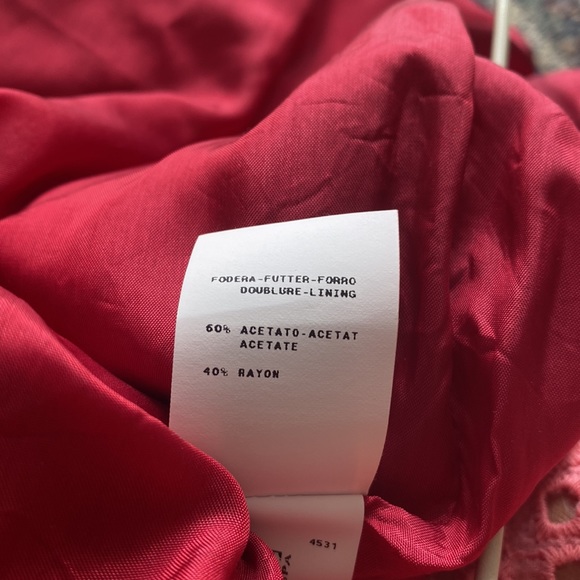 FODERA-FUTTER-FORRO
DOUBLURE-LINING
60% ACETATO-ACETAT
ACETATE
40% RAYON
4531